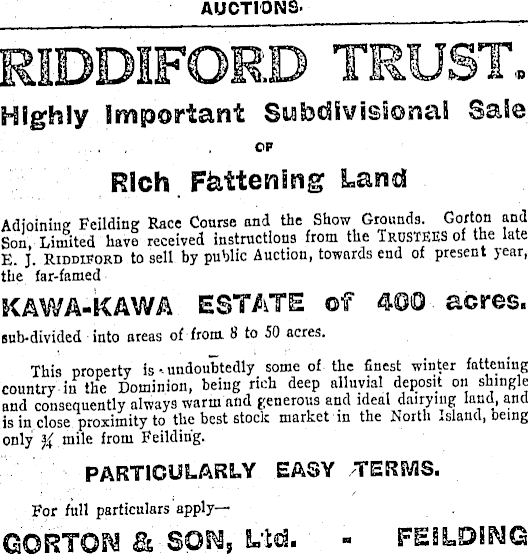 AUCTIONS.
RIDDIFORD TRUST.
Highly Important Subdivisional Sale
OF
Rich Fattening Land
Adjoining Feilding Race Course and the Show Grounds. Gorton and
Son, Limited have received instructions from the TRUSTEES of the late
E. J. RIDDIFORD to sell by public Auction, towards end of present year,
the far-famed
KAWA-KAWA ESTATE of 400 acres.
sub-divided into areas of from 8 to 50 acres.
This property is undoubtedly some of the finest winter fattening
country in the Dominion, being rich deep alluvial deposit on shingle
and consequently always warm and generous and ideal dairying land, and
is in close proximity to the best stock market in the North Island, being
only ¾ mile from Feilding.
PARTICULARLY EASY TERMS.
For full particulars apply—
GORTON & SON, Ltd. - FEILDING